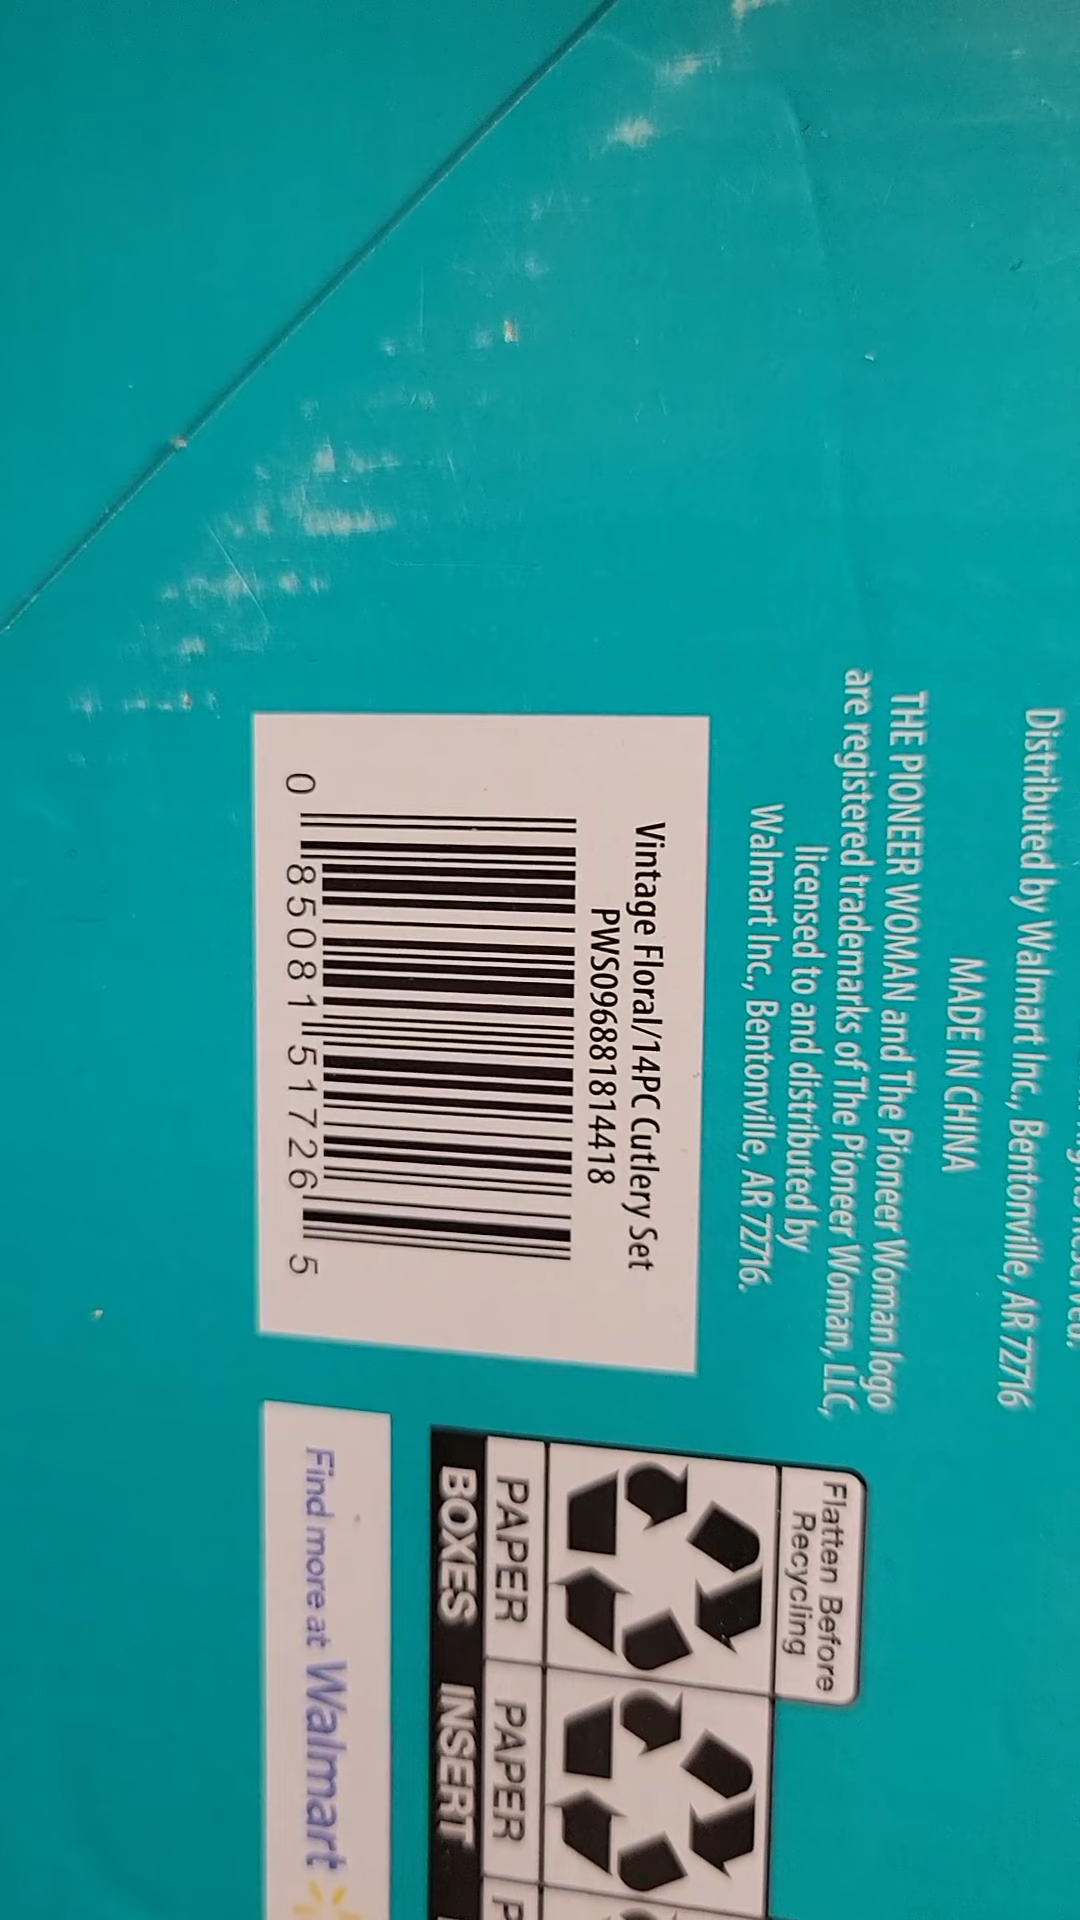 Distributed by Walmart Inc., Bentonville, AR 72716
MADE IN CHINA
THE PIONEER WOMAN and The Pioneer Woman logo
are registered trademarks of The Pioneer Woman, LLC,
licensed to and distributed by
Walmart Inc., Bentonville, AR 72716.
Vintage Floral/14PC Cutlery Set
PWS096881814418
0 85081 51726 5
Flatten Before
Recycling
PAPER PAPER
BOXES INSERT
Find more at Walmart